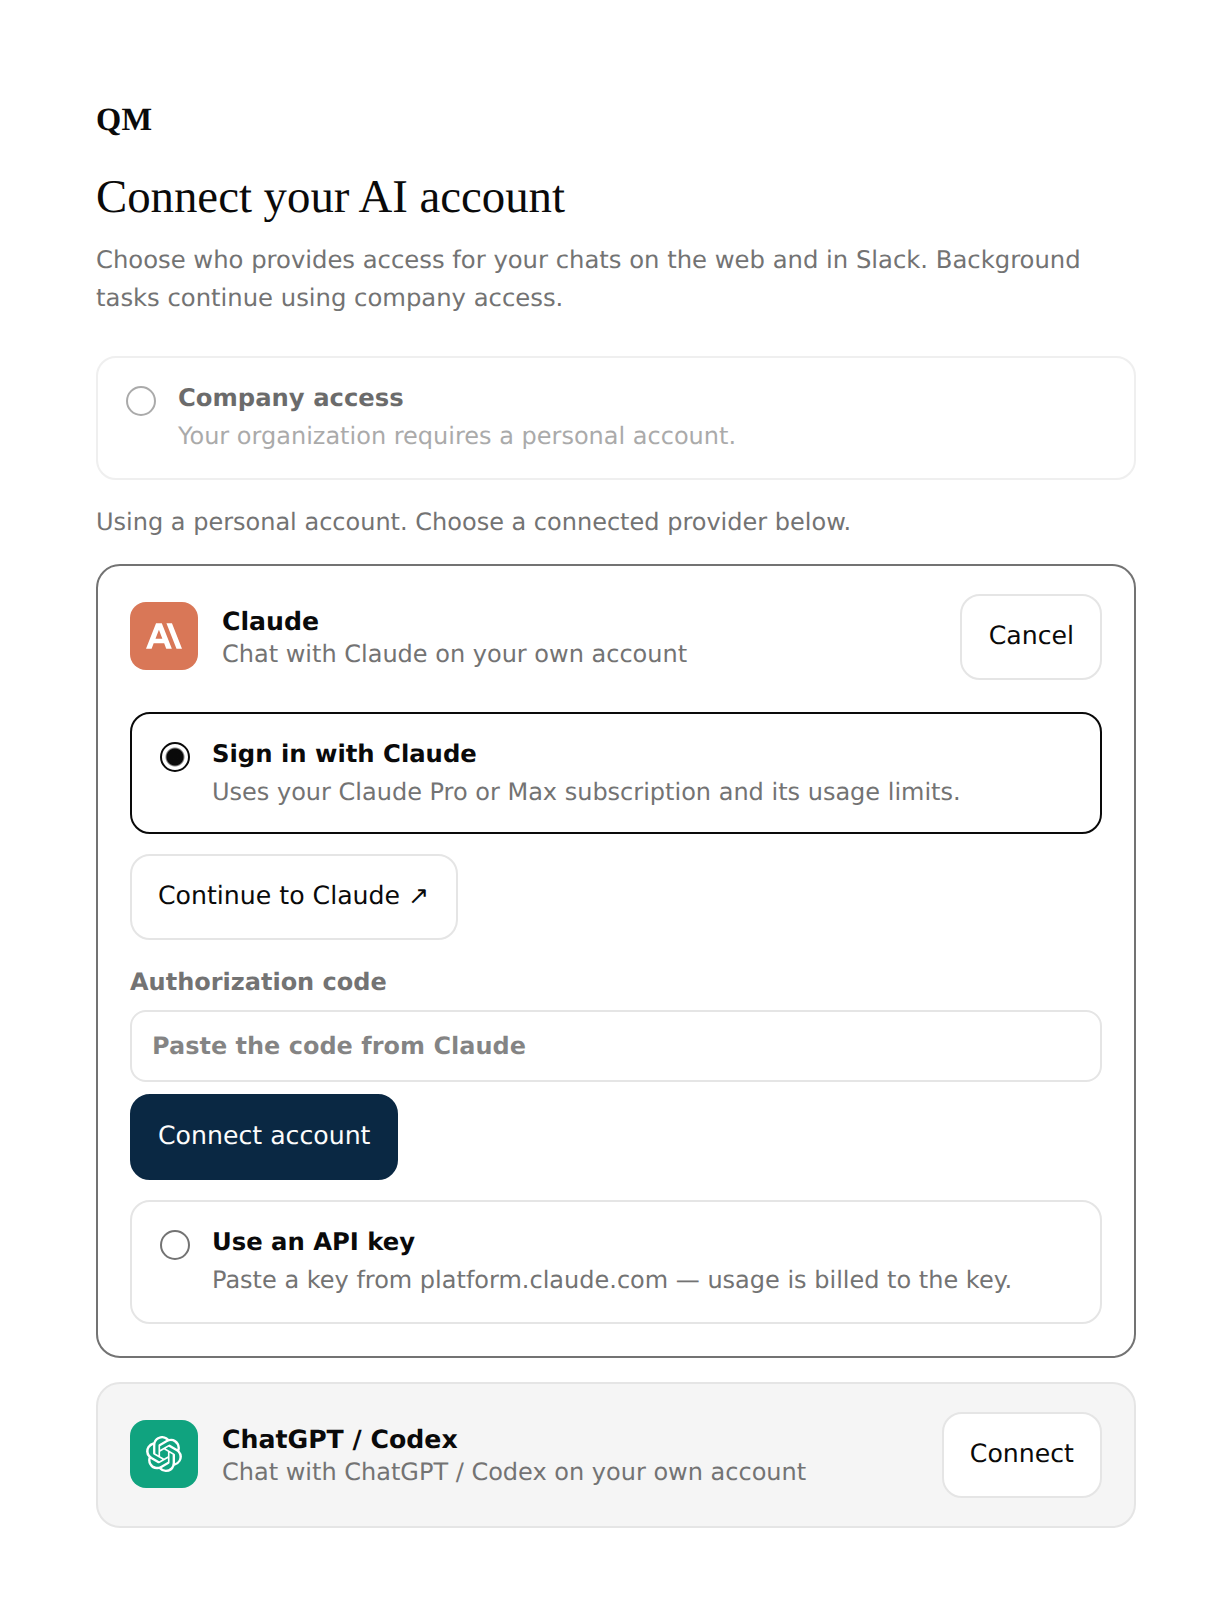 QM
Connect your AI account
Choose who provides access for your chats on the web and in Slack. Background
tasks continue using company access.
Company access
Your organization requires a personal account.
Using a personal account. Choose a connected provider below.
Claude
Chat with Claude on your own account
Cancel
Sign in with Claude
Uses your Claude Pro or Max subscription and its usage limits.
Continue to Claude ↗
Authorization code
Paste the code from Claude
Connect account
Use an API key
Paste a key from platform.claude.com — usage is billed to the key.
ChatGPT / Codex
Chat with ChatGPT / Codex on your own account
Connect